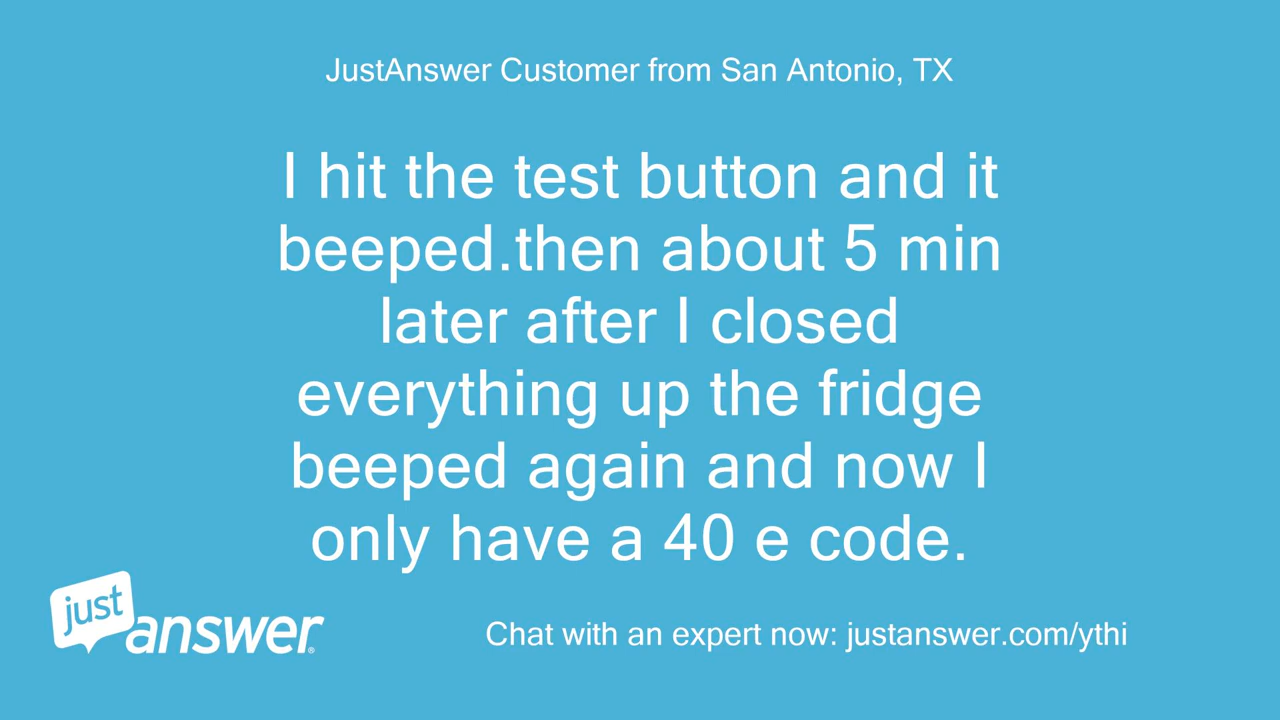 JustAnswer Customer from San Antonio, TX
I hit the test button and it
beeped.then about 5 min
later after I closed
everything up the fridge
beeped again and now I
only have a 40 e code.
just
answer®
Chat with an expert now: justanswer.com/ythi